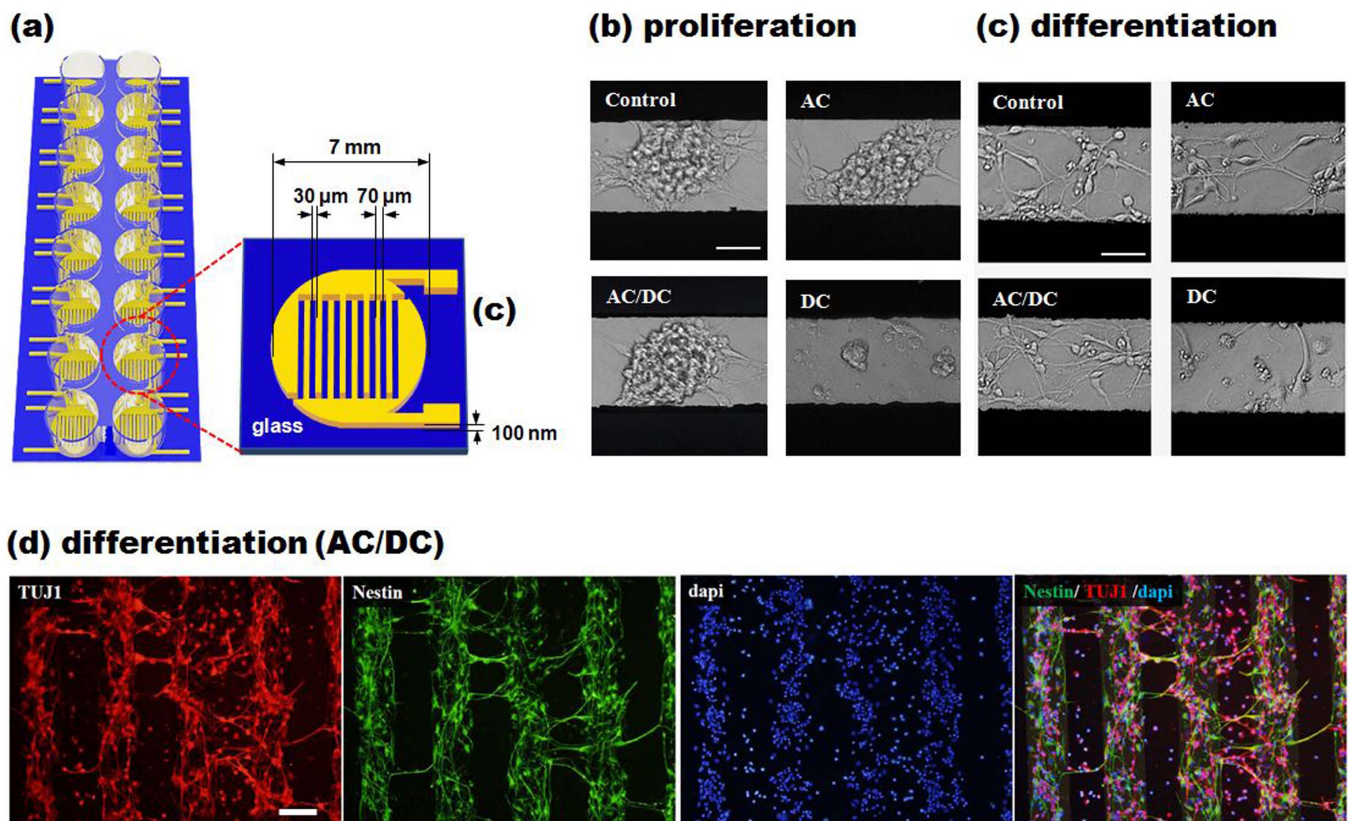 (a)
(b) proliferation
(c) differentiation
7 mm
30 µm
70 µm
(c)
glass
100 nm
Control
AC
AC/DC
DC
Control
AC
AC/DC
DC
(d) differentiation (AC/DC)
TUJ1
Nestin
dapi
Nestin/ TUJ1 /dapi